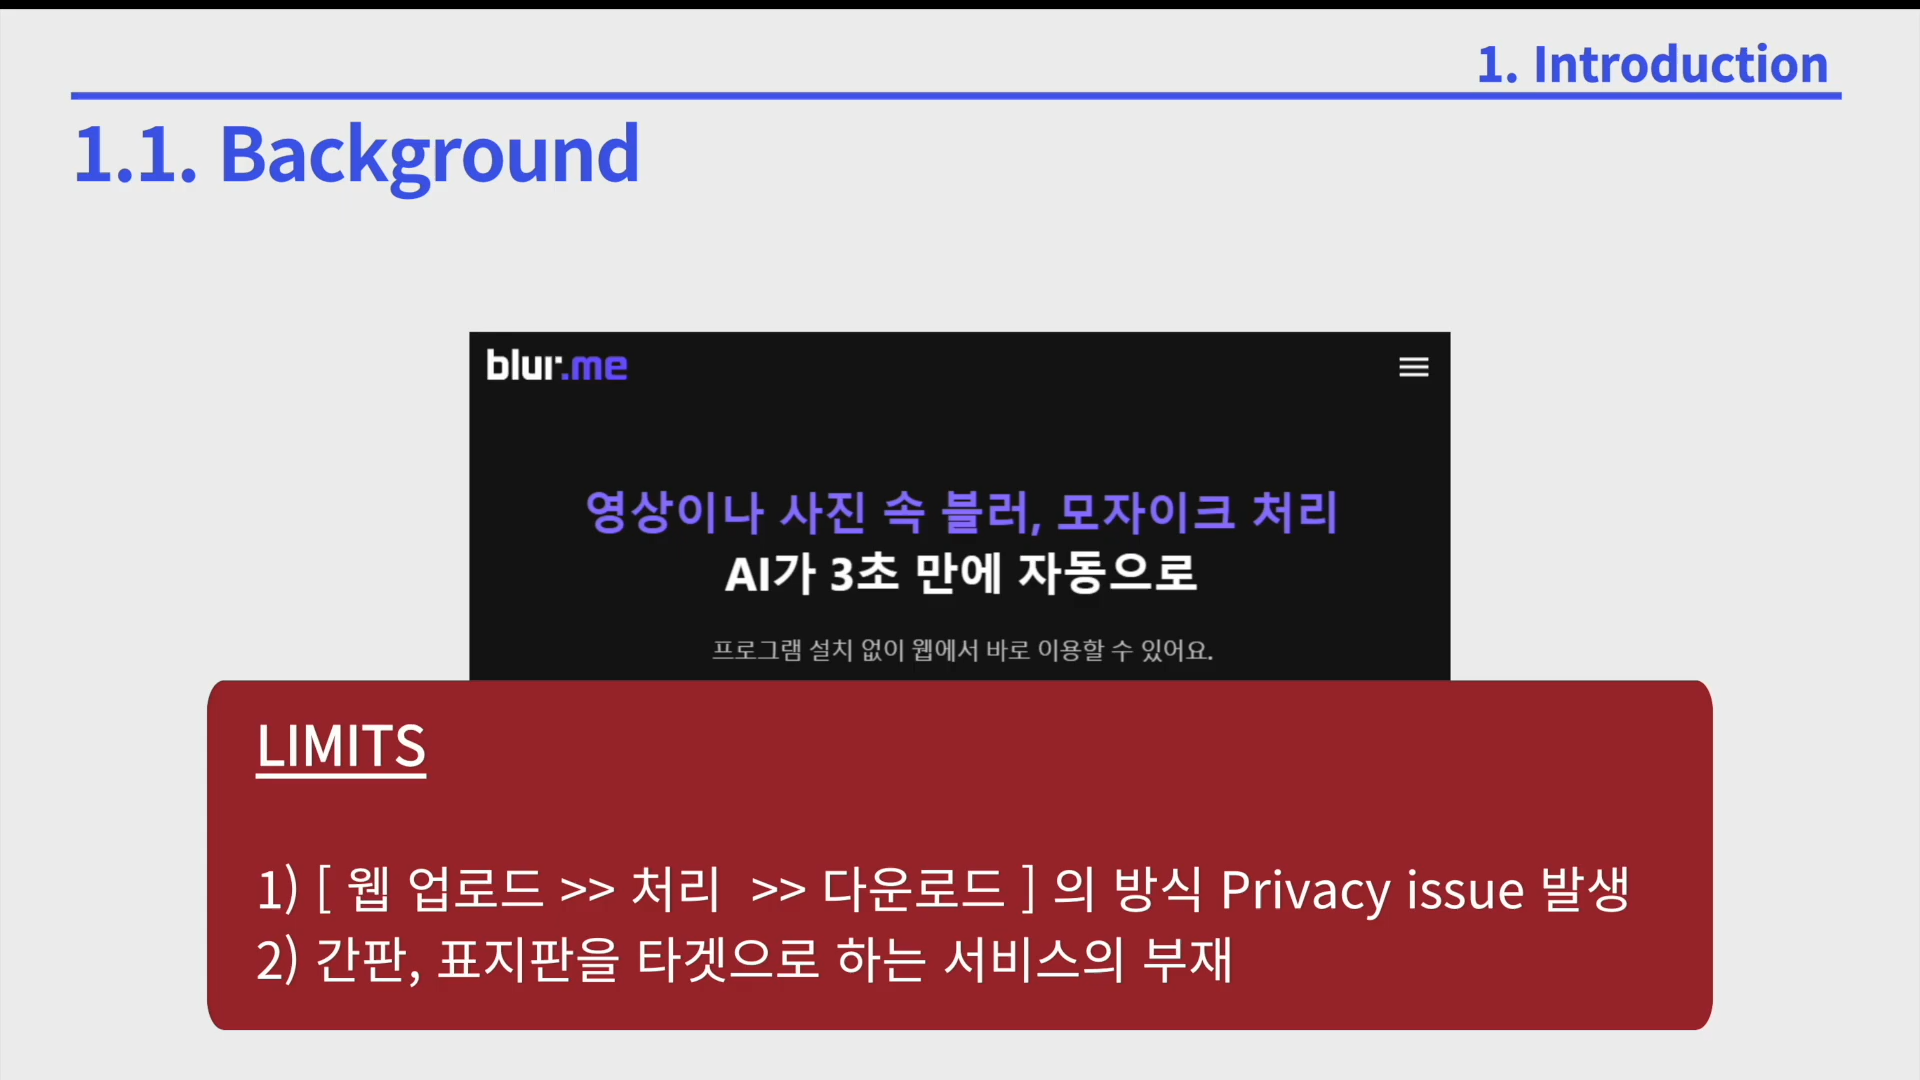 1. Introduction
1.1. Background
blur.me
영상이나 사진 속 블러, 모자이크 처리
AI가 3초 만에 자동으로
프로그램 설치 없이 웹에서 바로 이용할 수 있어요.
LIMITS
1) [ 웹 업로드 >> 처리  >> 다운로드 ] 의 방식 Privacy issue 발생
2) 간판, 표지판을 타겟으로 하는 서비스의 부재